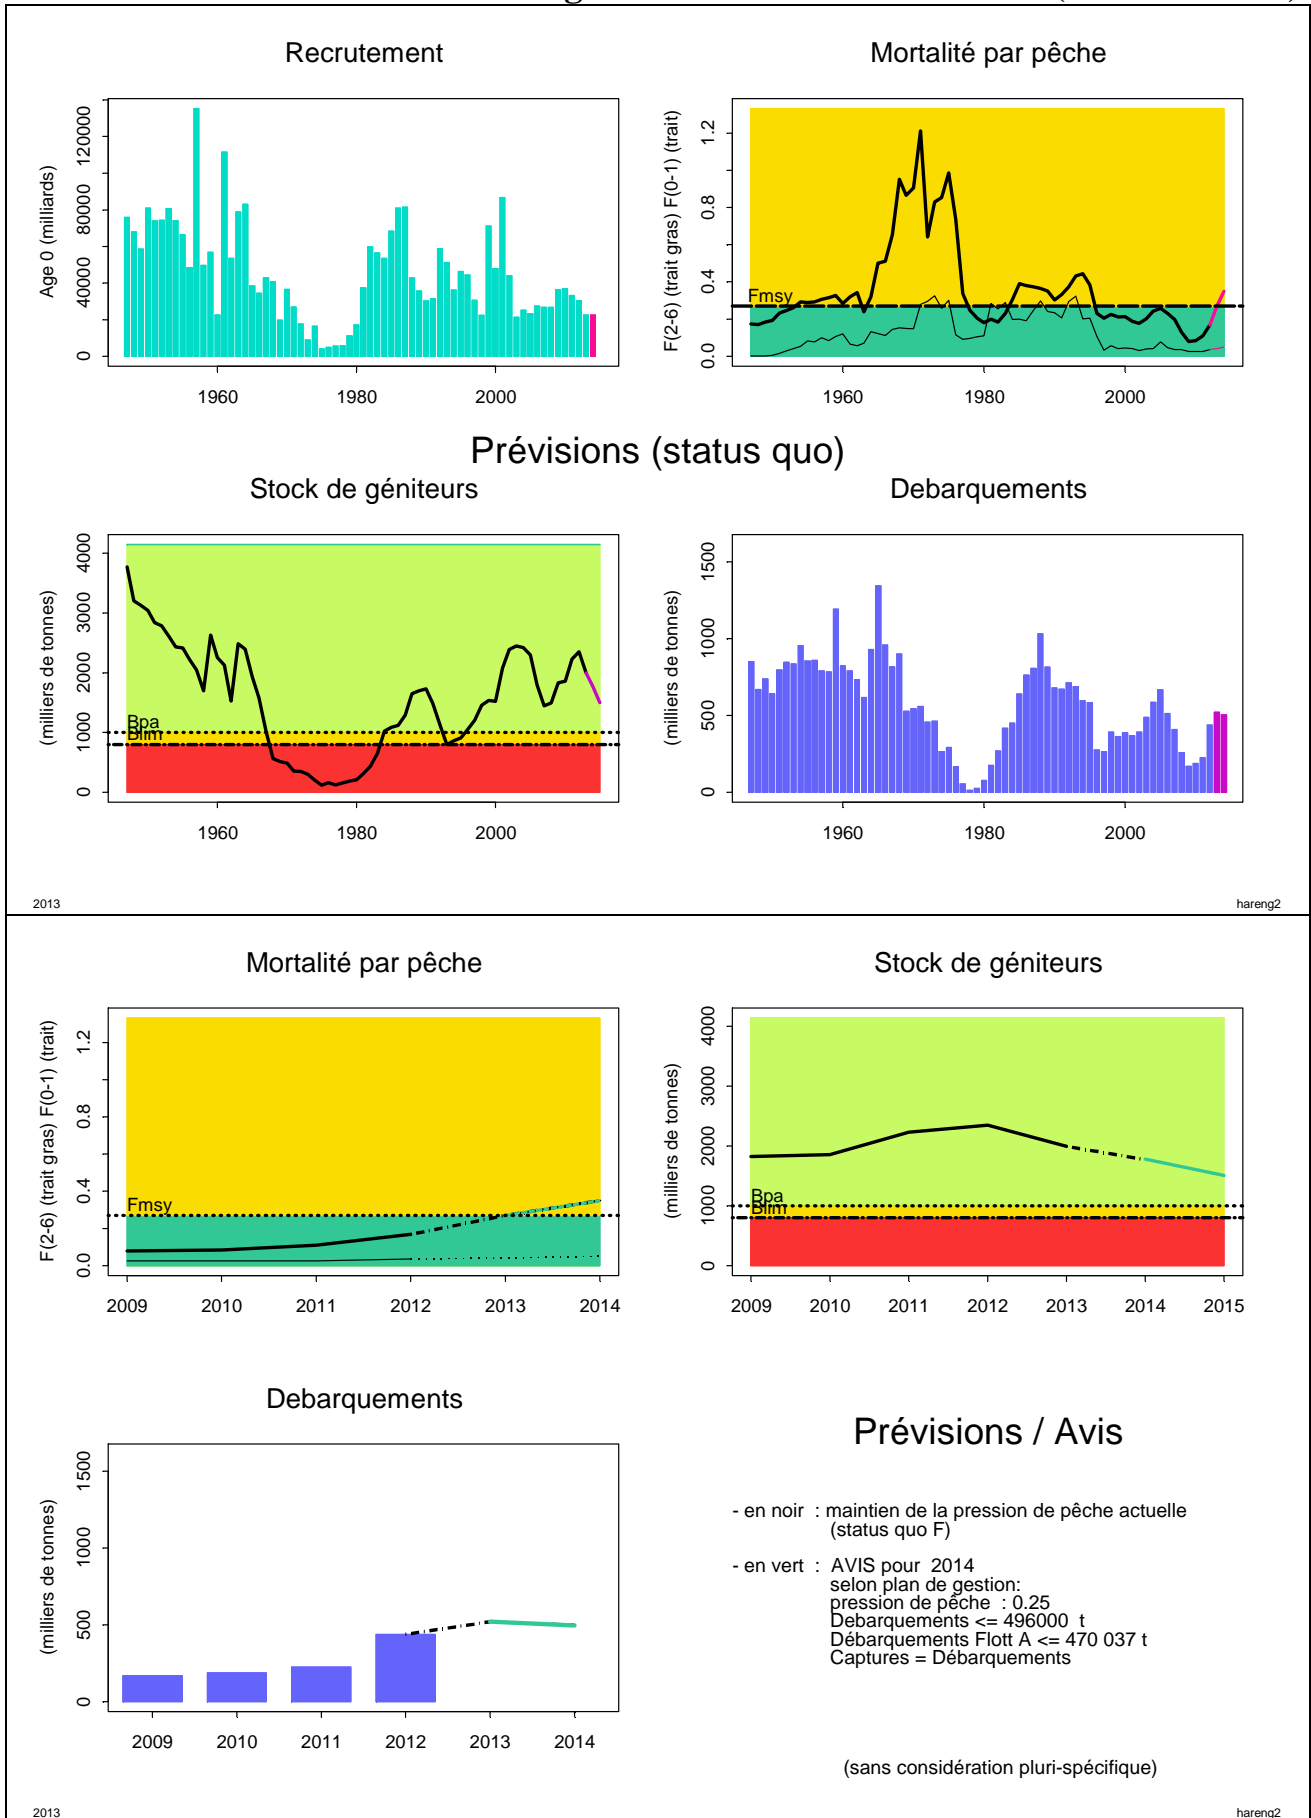 Recrutement
Age 0 (milliards)
0 40000 80000 120000
1960 1980 2000
Mortalité par pêche
F(2-6) (trait gras) F(0-1) (trait)
0.0 0.4 0.8 1.2
Fmsy
1960 1980 2000
Prévisions (status quo)
Stock de géniteurs
(milliers de tonnes)
0 1000 2000 3000 4000
Bpa
Blim
1960 1980 2000
Debarquements
(milliers de tonnes)
0 500 1000 1500
1960 1980 2000
2013
hareng2
Mortalité par pêche
F(2-6) (trait gras) F(0-1) (trait)
0.0 0.4 0.8 1.2
Fmsy
2009 2010 2011 2012 2013 2014
Stock de géniteurs
(milliers de tonnes)
0 1000 2000 3000 4000
Bpa
Blim
2009 2010 2011 2012 2013 2014 2015
Debarquements
(milliers de tonnes)
0 500 1000 1500
2009 2010 2011 2012 2013 2014
Prévisions / Avis
- en noir : maintien de la pression de pêche actuelle
(status quo F)
- en vert : AVIS pour 2014
selon plan de gestion:
pression de pêche : 0.25
Debarquements <= 496000 t
Débarquements Flott A <= 470 037 t
Captures = Débarquements
(sans considération pluri-spécifique)
2013
hareng2